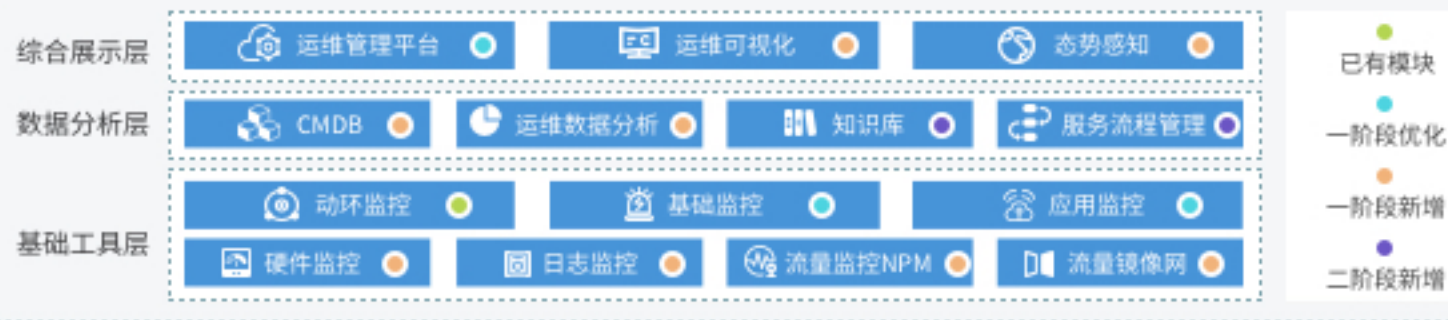 综合展示层
运维管理平台 运维可视化 态势感知
数据分析层
CMDB 运维数据分析 知识库 服务流程管理
基础工具层
动环监控 基础监控 应用监控
硬件监控 日志监控 流量监控NPM 流量镜像网
已有模块
一阶段优化
一阶段新增
二阶段新增